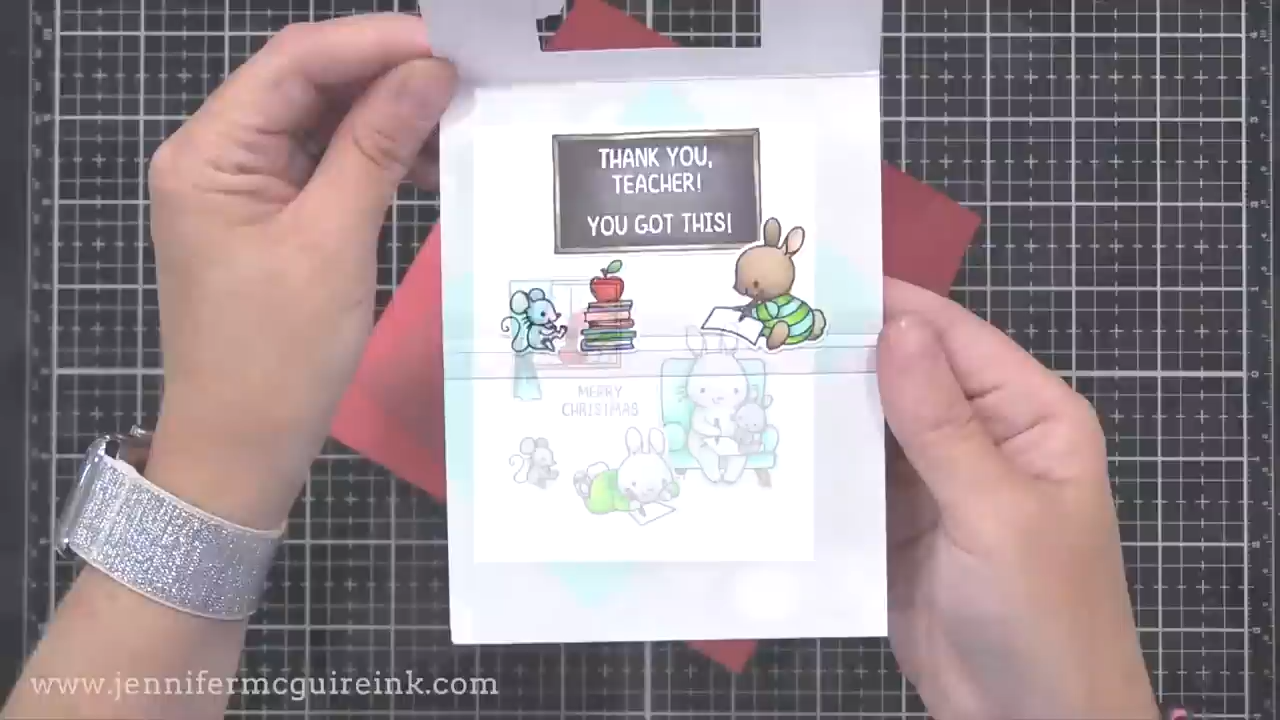 THANK YOU,
TEACHER!
YOU GOT THIS!
MERRY
CHRISTMAS
www.jennifermcguireink.com